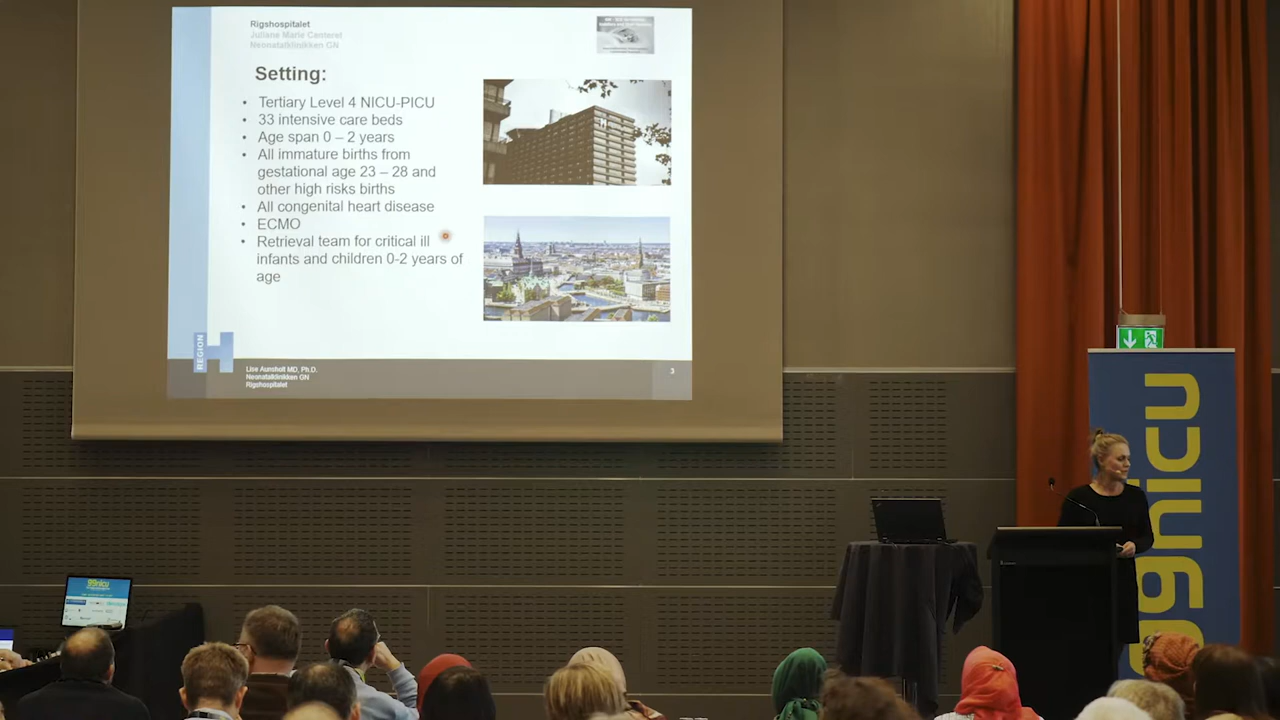 Rigshospitalet
Juliane Marie Centeret
Neonatalklinikken GN
Setting:
• Tertiary Level 4 NICU-PICU
• 33 intensive care beds
• Age span 0 – 2 years
• All immature births from
gestational age 23 – 28 and
other high risks births
• All congenital heart disease
• ECMO
• Retrieval team for critical ill
infants and children 0-2 years of
age
REGION
Lise Aunsholt MD, Ph.D.
Neonatalklinikken GN
Rigshospitalet
3
99nicu
99nicu